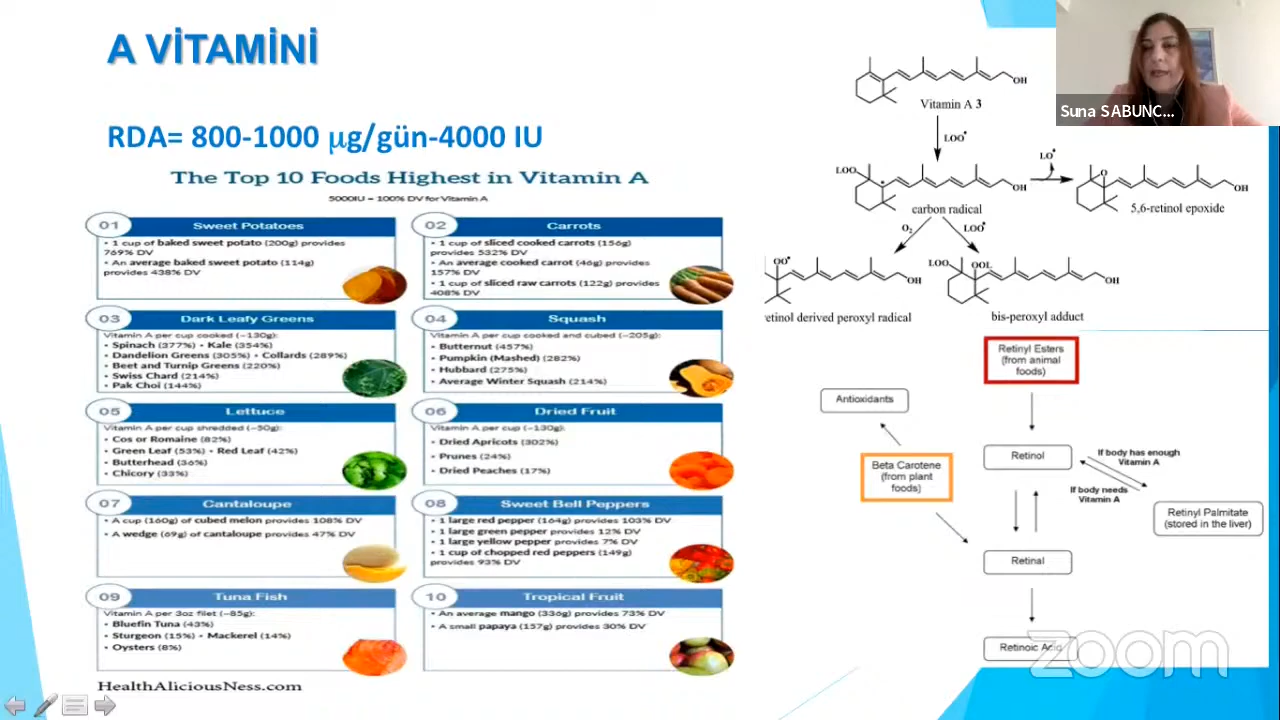 A VİTAMİNİ
RDA= 800-1000 µg/gün-4000 IU
The Top 10 Foods Highest in Vitamin A
5000IU = 100% DV for Vitamin A
01 Sweet Potatoes
• 1 cup of baked sweet potato (200g) provides
769% DV
• An average baked sweet potato (114g)
provides 438% DV
02 Carrots
• 1 cup of sliced cooked carrots (156g)
provides 532% DV
• An average cooked carrot (46g) provides
157% DV
• 1 cup of sliced raw carrots (122g) provides
408% DV
03 Dark Leafy Greens
Vitamin A per cup cooked (~130g):
• Spinach (377%) • Kale (354%)
• Dandelion Greens (305%) • Collards (289%)
• Beet and Turnip Greens (220%)
• Swiss Chard (214%)
• Pak Choi (144%)
04 Squash
Vitamin A per cup cooked and cubed (~205g):
• Butternut (457%)
• Pumpkin (Mashed) (282%)
• Hubbard (275%)
• Average Winter Squash (214%)
05 Lettuce
Vitamin A per cup shredded (~50g):
• Cos or Romaine (82%)
• Green Leaf (53%) • Red Leaf (42%)
• Butterhead (36%)
• Chicory (33%)
06 Dried Fruit
Vitamin A per cup (~130g):
• Dried Apricots (302%)
• Prunes (24%)
• Dried Peaches (17%)
07 Cantaloupe
• A cup (160g) of cubed melon provides 108% DV
• A wedge (69g) of cantaloupe provides 47% DV
08 Sweet Bell Peppers
• 1 large red pepper (164g) provides 103% DV
• 1 large green pepper provides 12% DV
• 1 large yellow pepper provides 7% DV
• 1 cup of chopped red peppers (149g)
provides 93% DV
09 Tuna Fish
Vitamin A per 3oz filet (~85g):
• Bluefin Tuna (43%)
• Sturgeon (15%) • Mackerel (14%)
• Oysters (8%)
10 Tropical Fruit
• An average mango (336g) provides 73% DV
• A small papaya (157g) provides 30% DV
HealthAliciousNess.com
Suna SABUNC...
OH
Vitamin A 3
LOO•
LOO
OH
carbon radical
LO•
O
OH
5,6-retinol epoxide
O₂
LOO•
OO•
OH
retinol derived peroxyl radical
LOO
OOL
OH
bis-peroxyl adduct
Retinyl Esters
(from animal
foods)
Antioxidants
Beta Carotene
(from plant
foods)
Retinol
If body has enough
Vitamin A
If body needs
Vitamin A
Retinyl Palmitate
(stored in the liver)
Retinal
Retinoic Acid
zoom